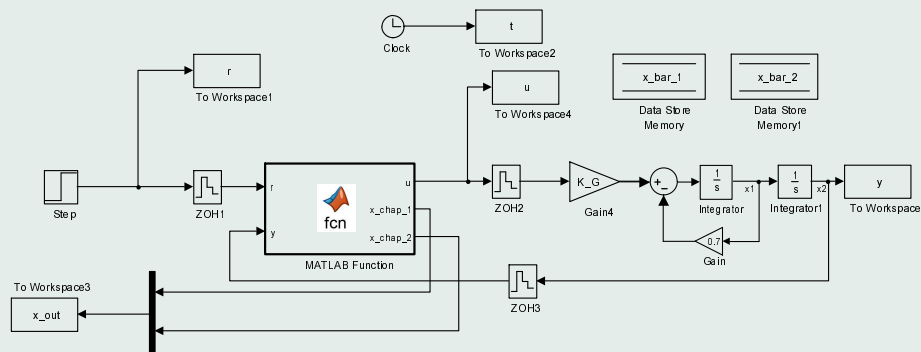 t
Clock
To Workspace2
r
To Workspace1
u
To Workspace4
x_bar_1
Data Store
Memory
x_bar_2
Data Store
Memory1
Step
ZOH1
r
y
fcn
u
x_chap_1
x_chap_2
MATLAB Function
ZOH2
K_G
Gain4
+
−
1
s
Integrator
x1
1
s
Integrator1
x2
y
To Workspace
0.7
Gain
ZOH3
To Workspace3
x_out